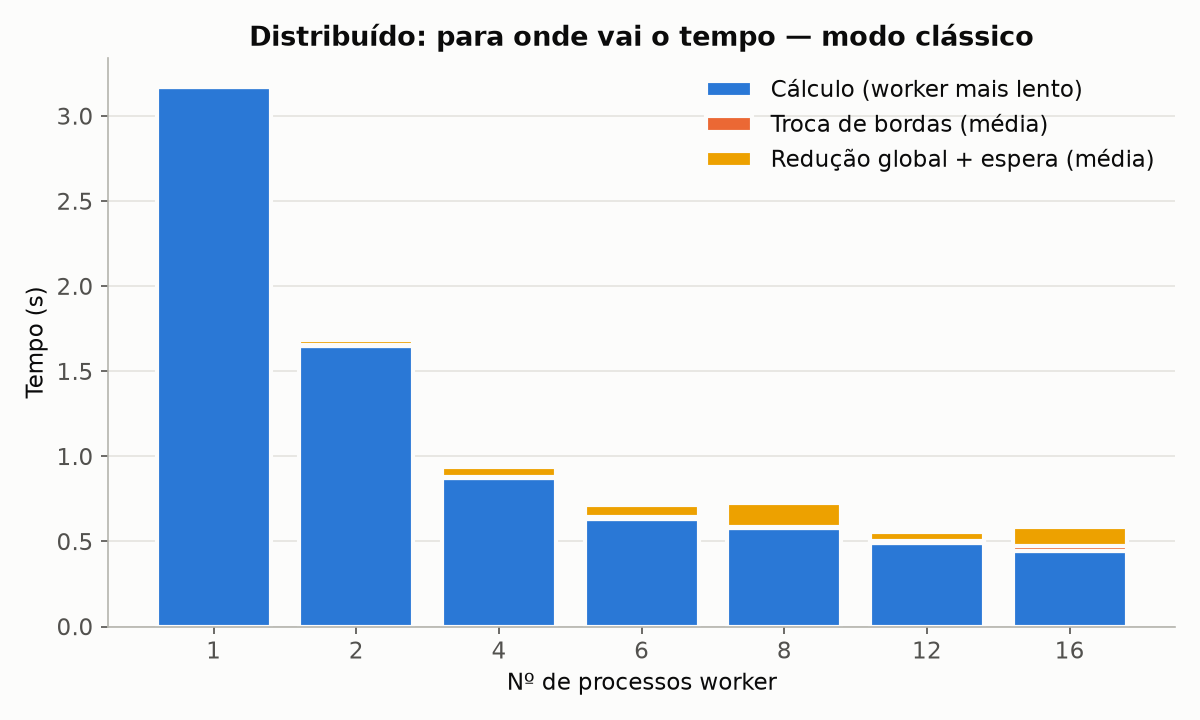 Distribuído: para onde vai o tempo — modo clássico
Cálculo (worker mais lento)
Troca de bordas (média)
Redução global + espera (média)
Tempo (s)
3.0
2.5
2.0
1.5
1.0
0.5
0.0
1 2 4 6 8 12 16
Nº de processos worker